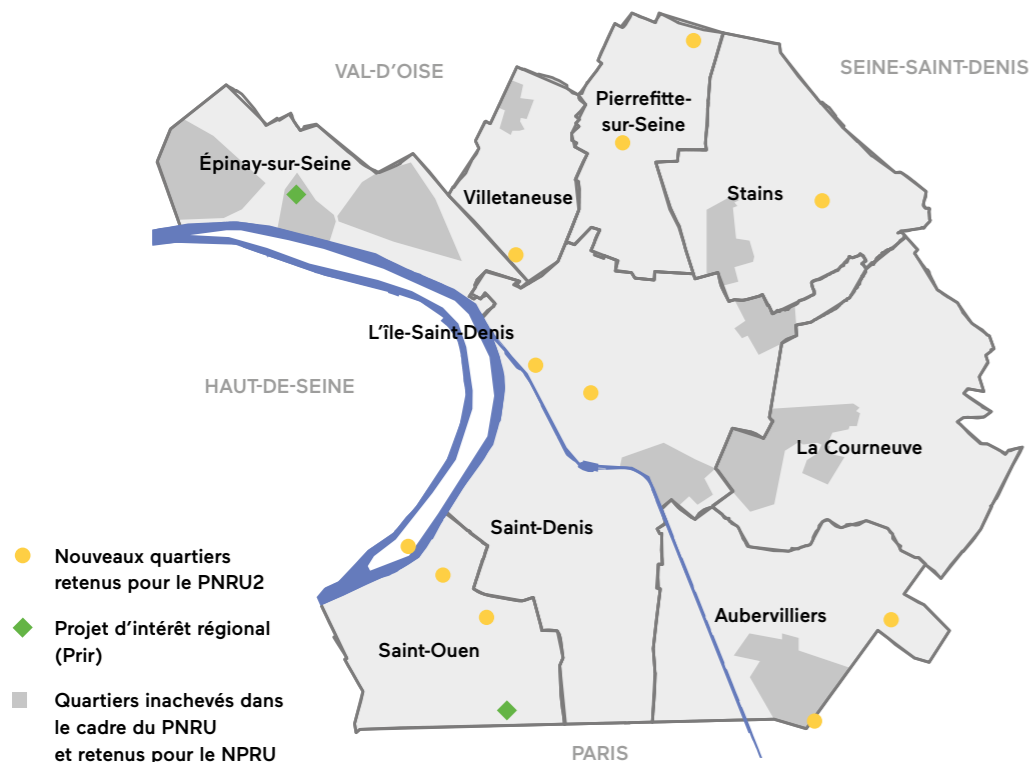 VAL-D'OISE
SEINE-SAINT-DENIS
Pierrefitte-
sur-Seine
Épinay-sur-Seine
Villetaneuse
Stains
L'île-Saint-Denis
HAUT-DE-SEINE
La Courneuve
Saint-Denis
Aubervilliers
Saint-Ouen
PARIS
Nouveaux quartiers
retenus pour le PNRU2
Projet d'intérêt régional
(Prir)
Quartiers inachevés dans
le cadre du PNRU
et retenus pour le NPRU